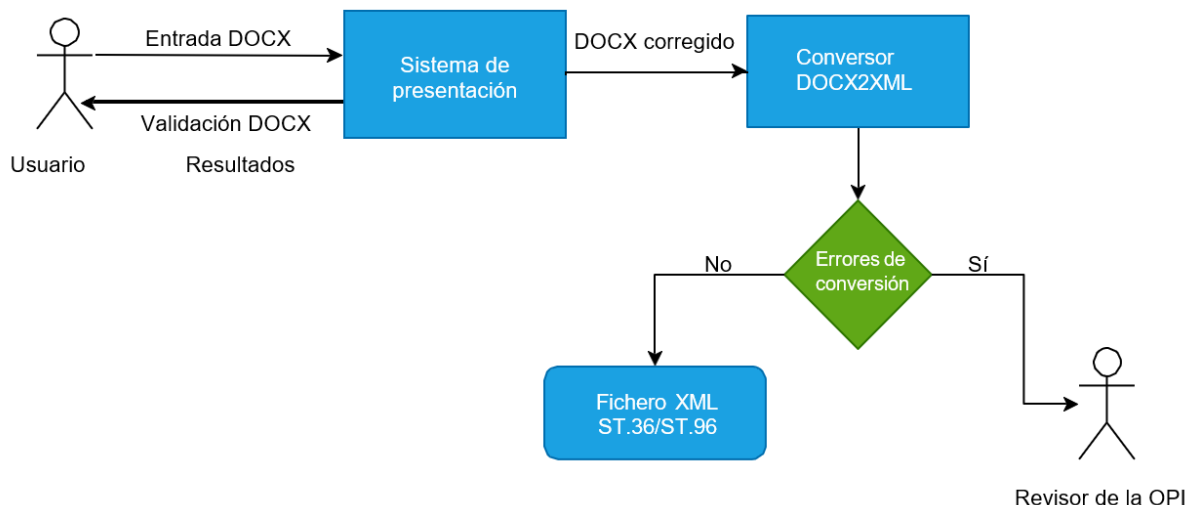 Entrada DOCX
Sistema de
presentación
DOCX corregido
Conversor
DOCX2XML
Validación DOCX
Usuario
Resultados
Errores de
conversión
No
Sí
Fichero XML
ST.36/ST.96
Revisor de la OPI